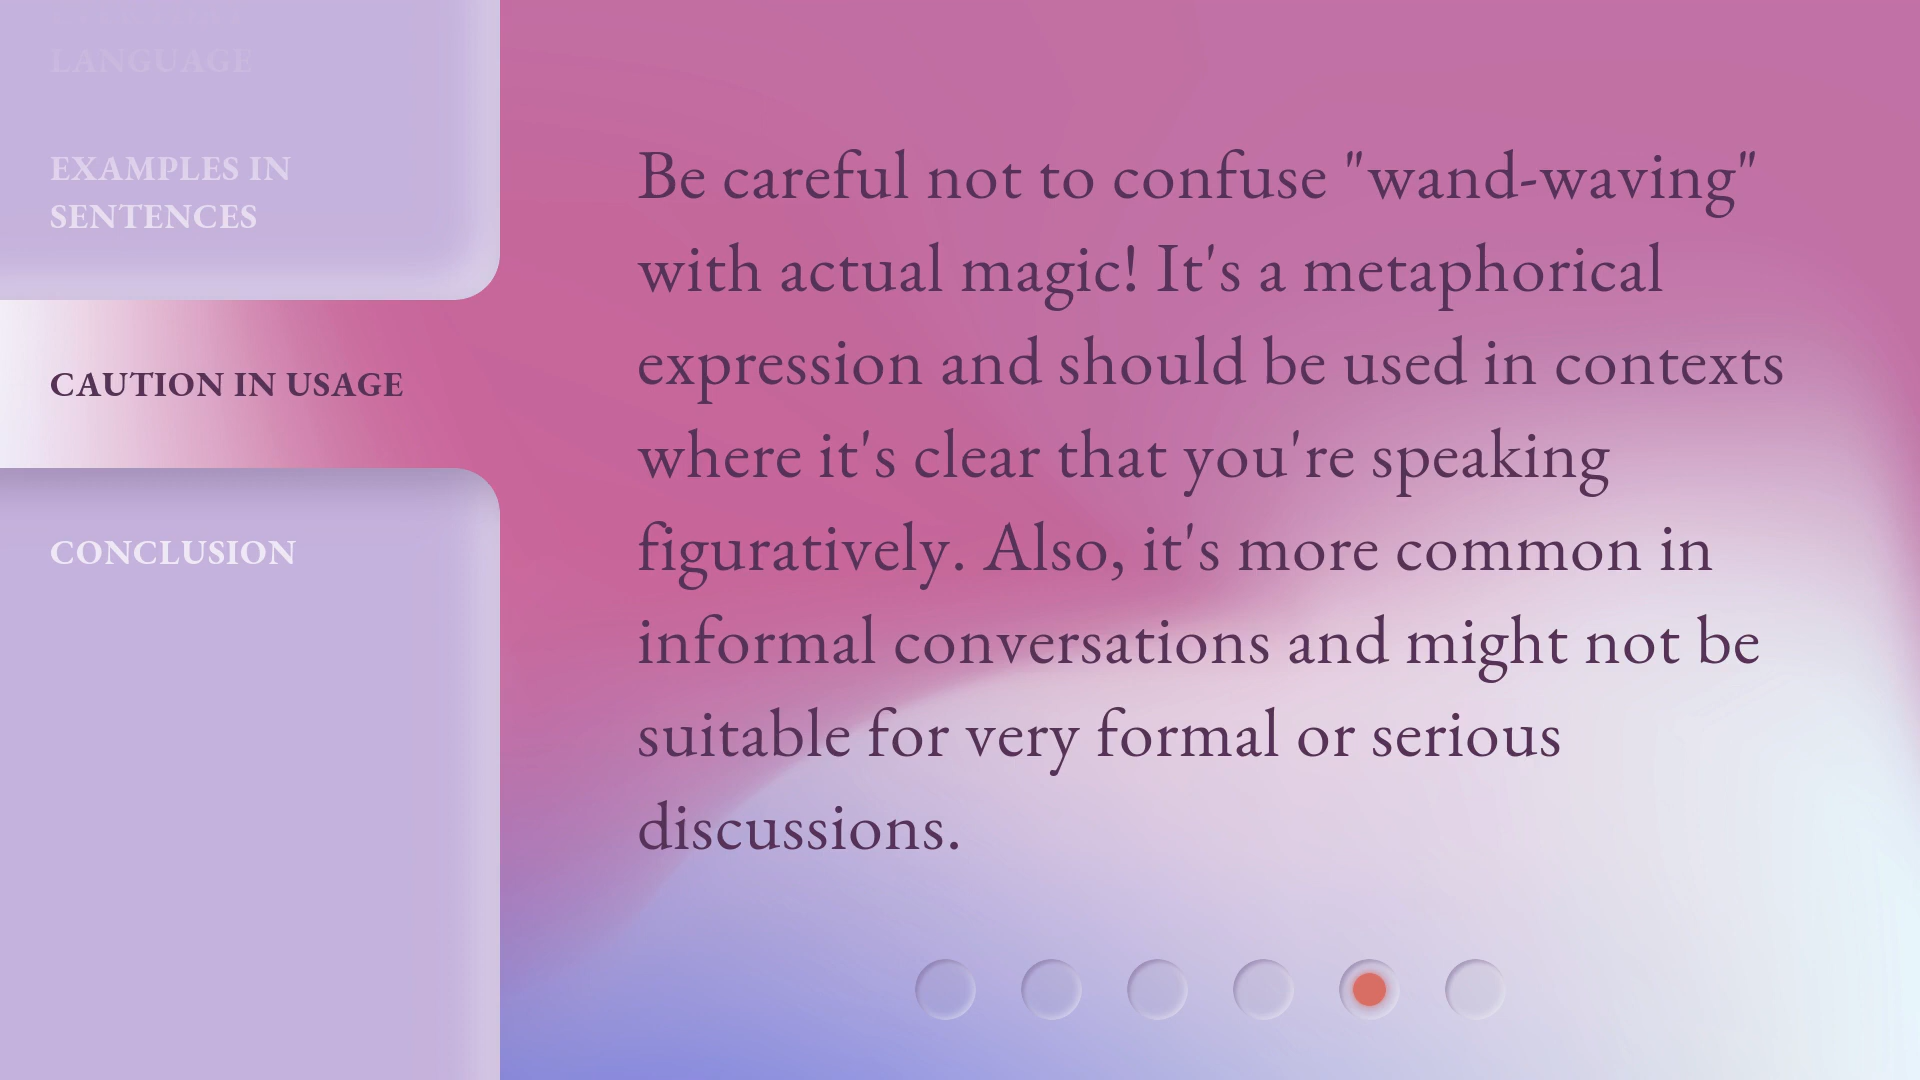 LANGUAGE
EXAMPLES IN
SENTENCES
CAUTION IN USAGE
CONCLUSION
Be careful not to confuse "wand-waving"
with actual magic! It's a metaphorical
expression and should be used in contexts
where it's clear that you're speaking
figuratively. Also, it's more common in
informal conversations and might not be
suitable for very formal or serious
discussions.